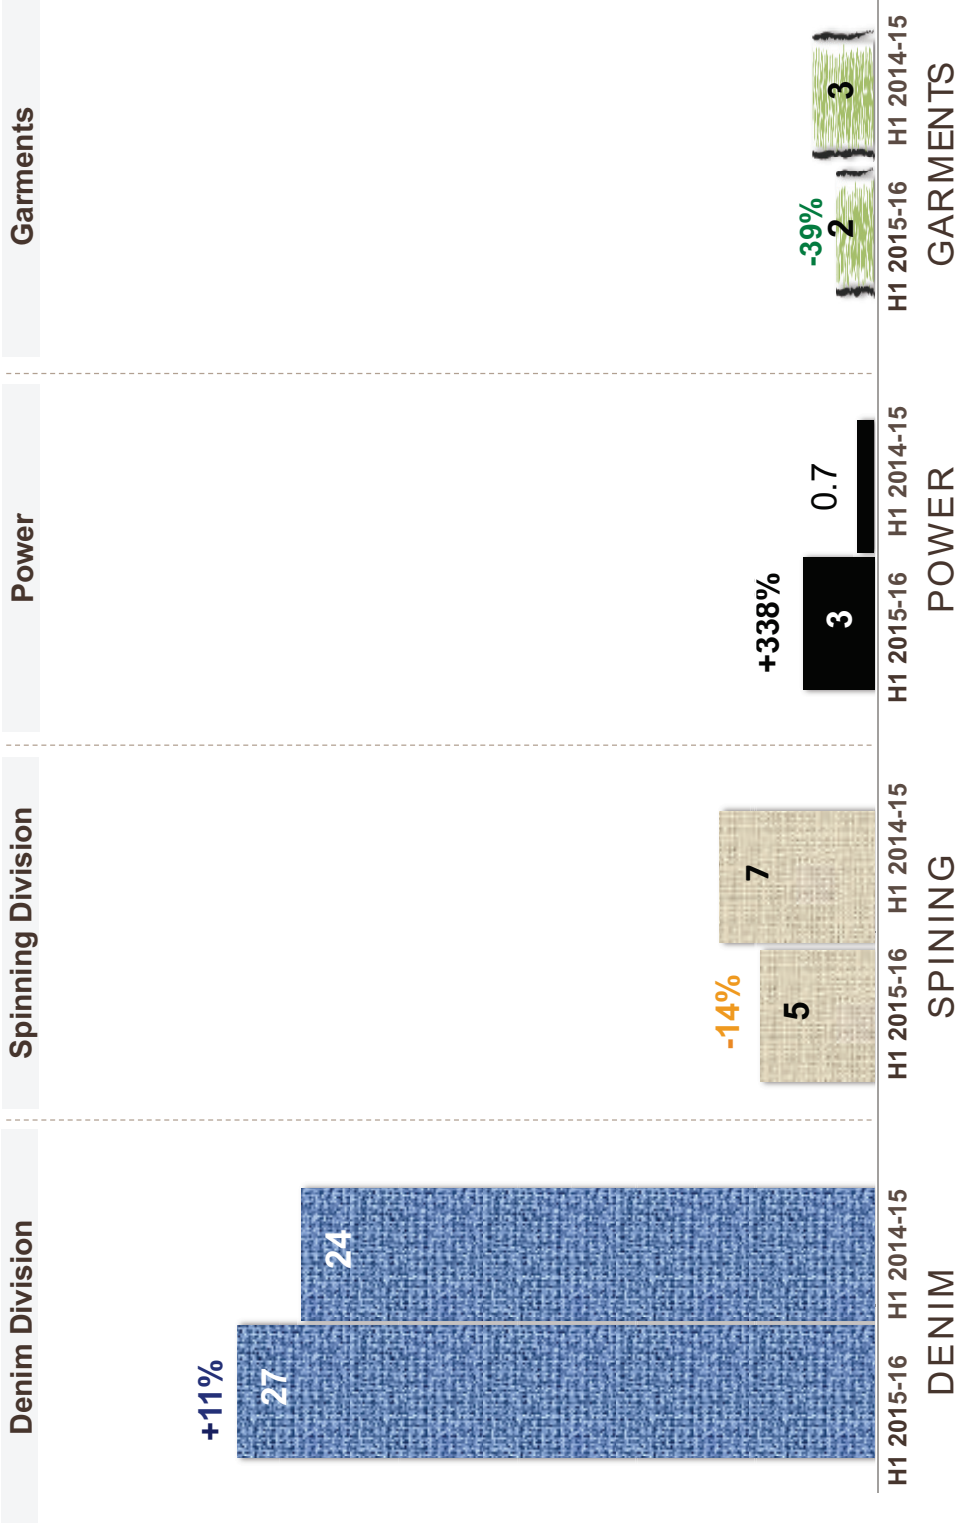 Denim Division
Spinning Division
Power
Garments
+11%
27
24
-14%
5
7
+338%
3
0.7
-39%
2
3
H1 2015-16
H1 2014-15
H1 2015-16
H1 2014-15
H1 2015-16
H1 2014-15
H1 2015-16
H1 2014-15
DENIM
SPINING
POWER
GARMENTS